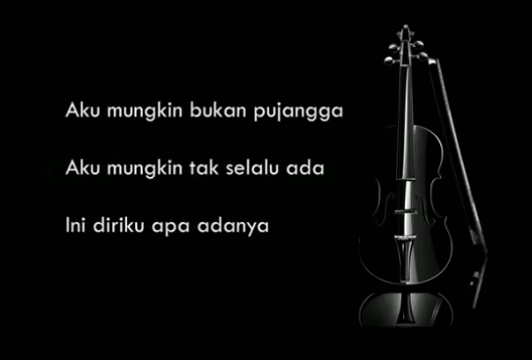 Aku mungkin bukan pujangga
Aku mungkin tak selalu ada
Ini diriku apa adanya